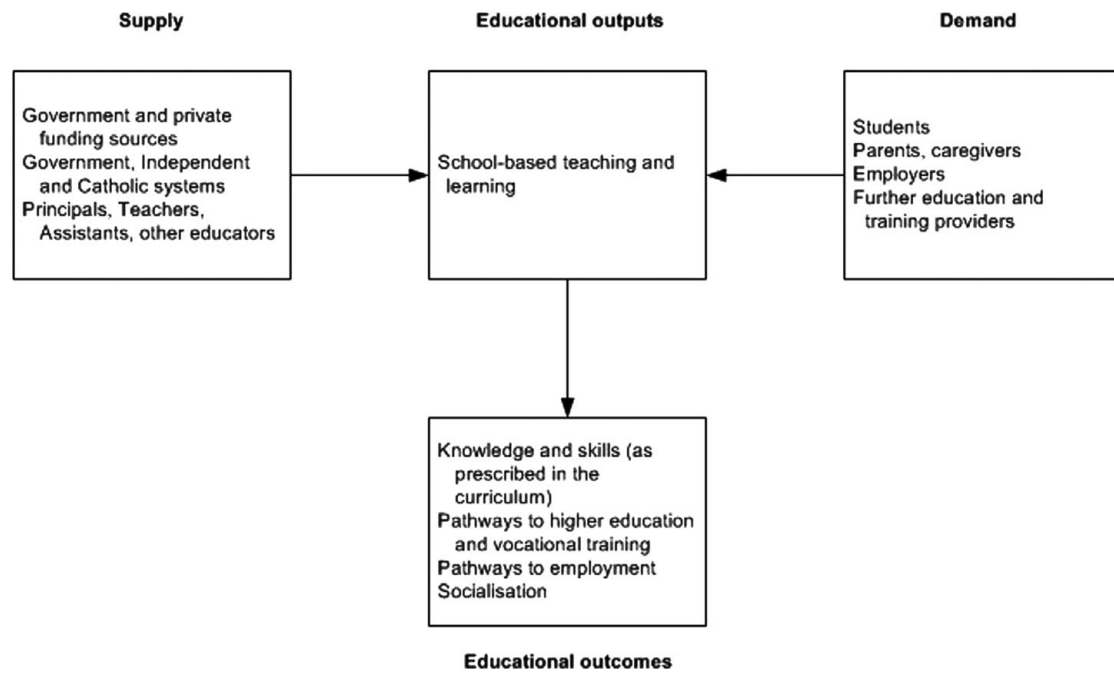 Supply
Educational outputs
Demand
Government and private
funding sources
Government, Independent
and Catholic systems
Principals, Teachers,
Assistants, other educators
School-based teaching and
learning
Students
Parents, caregivers
Employers
Further education and
training providers
Knowledge and skills (as
prescribed in the
curriculum)
Pathways to higher education
and vocational training
Pathways to employment
Socialisation
Educational outcomes